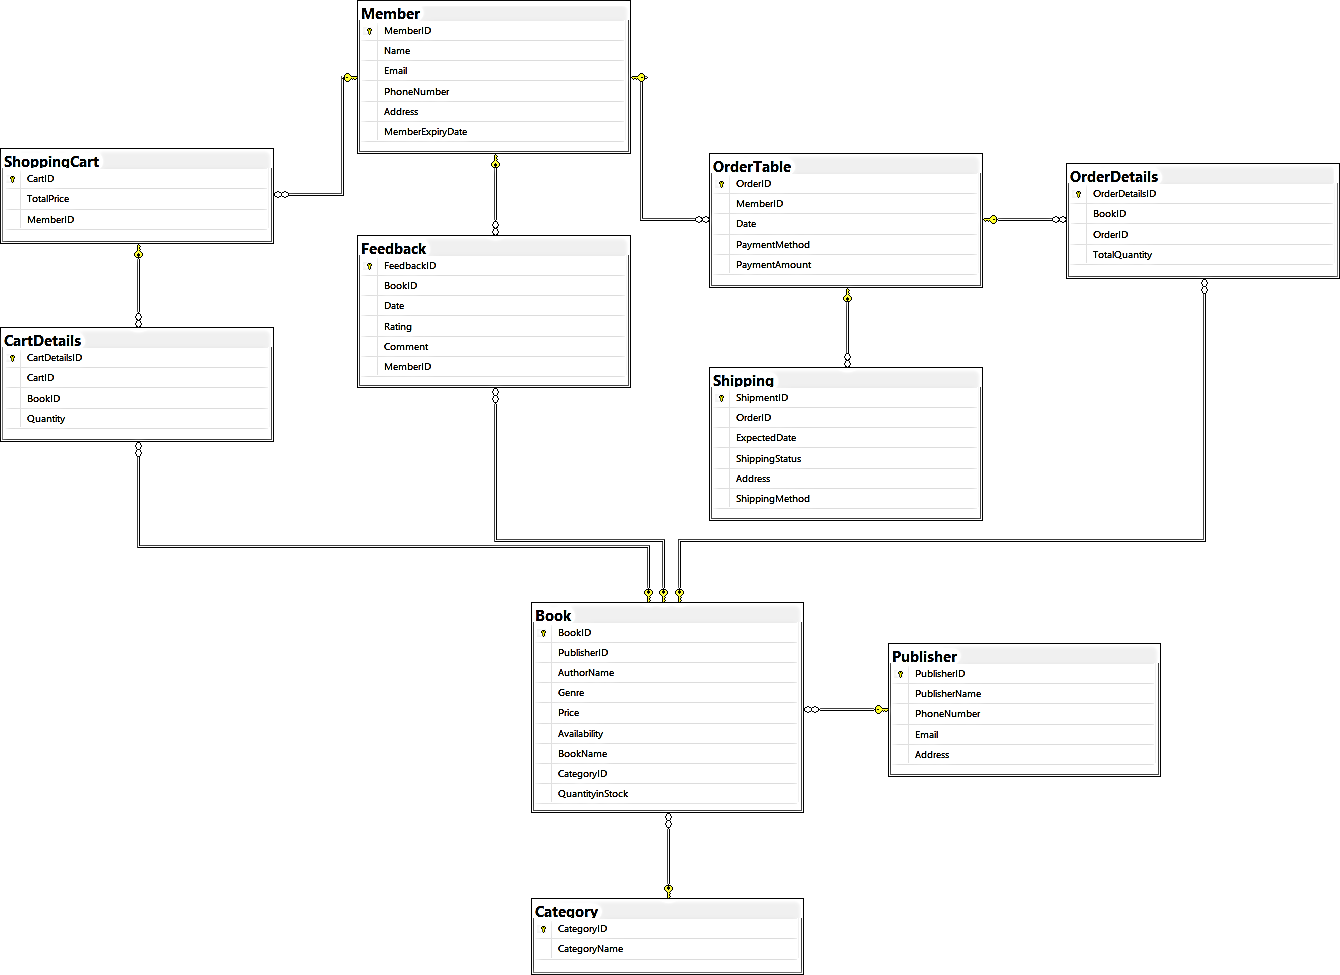 Member
MemberID
Name
Email
PhoneNumber
Address
MemberExpiryDate
ShoppingCart
CartID
TotalPrice
MemberID
OrderTable
OrderID
MemberID
Date
PaymentMethod
PaymentAmount
OrderDetails
OrderDetailsID
BookID
OrderID
TotalQuantity
Feedback
FeedbackID
BookID
Date
Rating
Comment
MemberID
CartDetails
CartDetailsID
CartID
BookID
Quantity
Shipping
ShipmentID
OrderID
ExpectedDate
ShippingStatus
Address
ShippingMethod
Book
BookID
PublisherID
AuthorName
Genre
Price
Availability
BookName
CategoryID
QuantityinStock
Publisher
PublisherID
PublisherName
PhoneNumber
Email
Address
Category
CategoryID
CategoryName